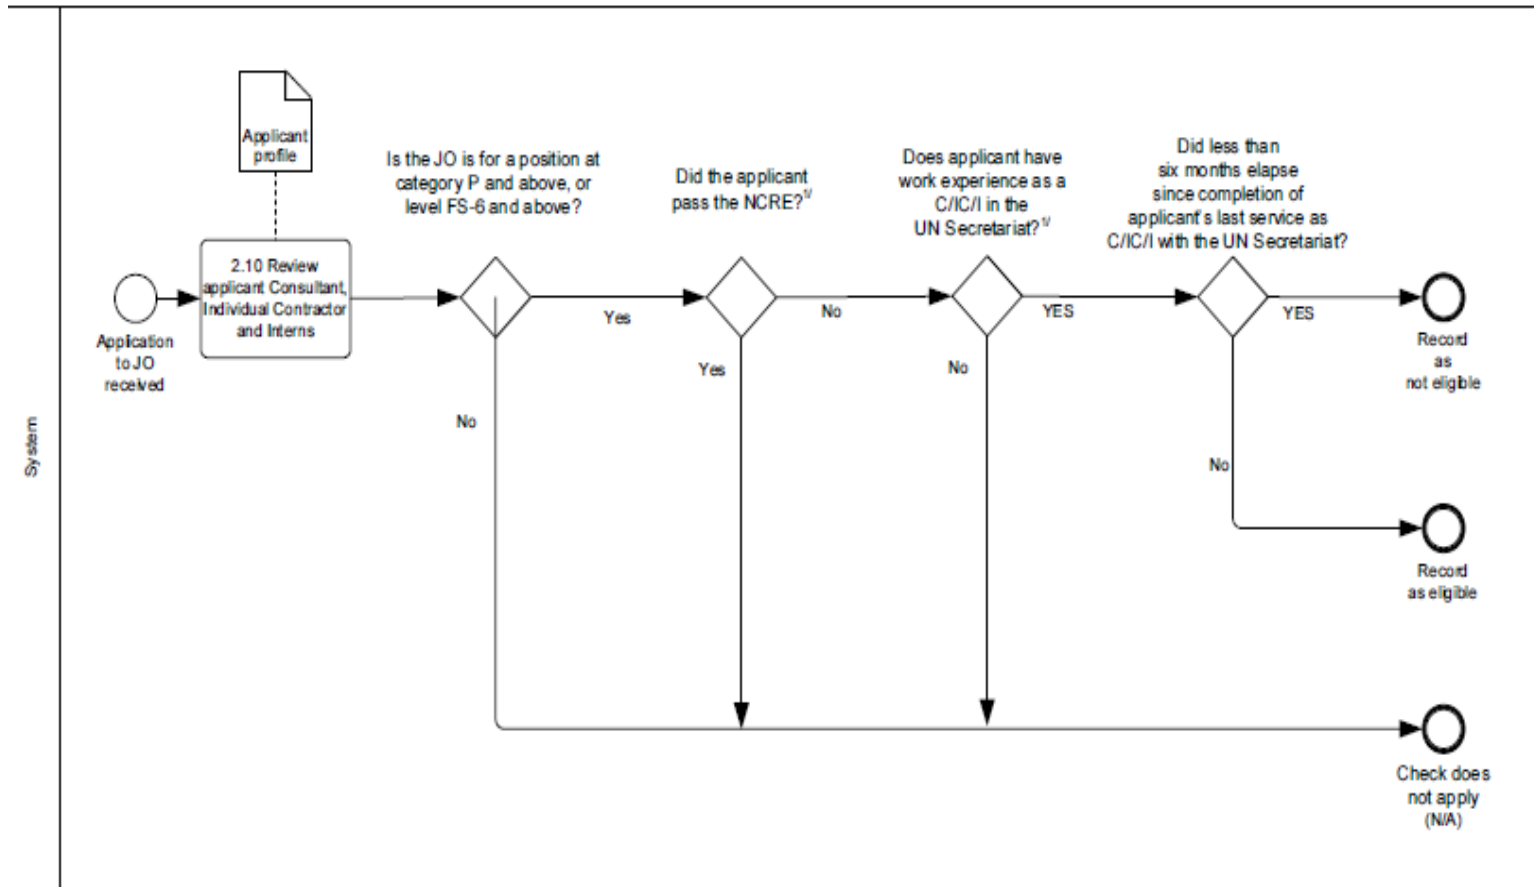 Applicant
profile
Is the JO is for a position at
category P and above, or
level FS-6 and above?
Did the applicant
pass the NCRE?1/
Does applicant have
work experience as a
C/IC/I in the
UN Secretariat?1/
Did less than
six months elapse
since completion of
applicant's last service as
C/IC/I with the UN Secretariat?
2.10 Review
applicant Consultant,
Individual Contractor
and Interns
Application
to JO
received
Yes
No
YES
YES
Record
as
not eligible
No
Yes
No
System
No
Record
as eligible
Check does
not apply
(N/A)